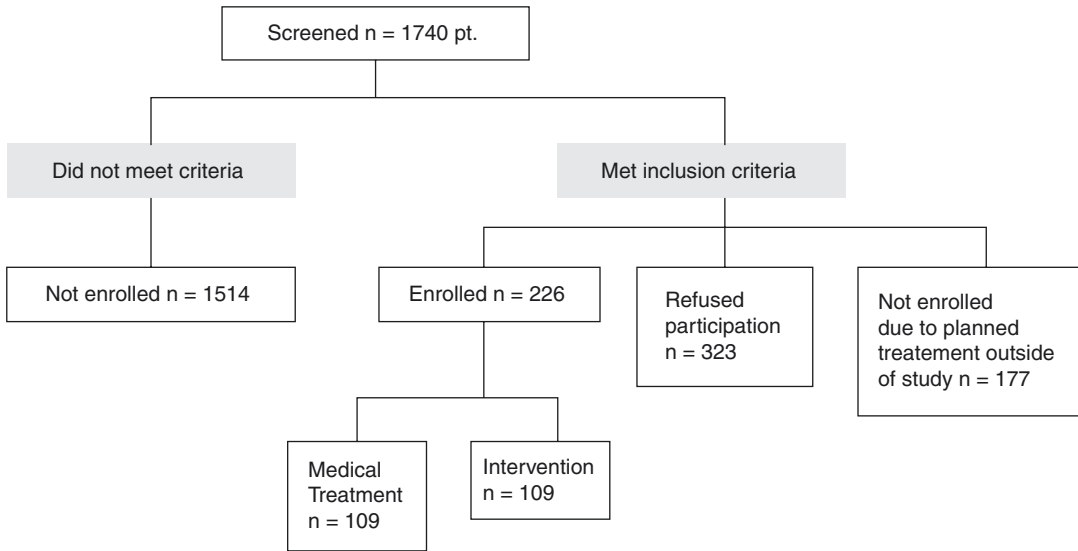 Screened n = 1740 pt.
Did not meet criteria
Met inclusion criteria
Not enrolled n = 1514
Enrolled n = 226
Refused
participation
n = 323
Not enrolled
due to planned
treatement outside
of study n = 177
Medical
Treatment
n = 109
Intervention
n = 109